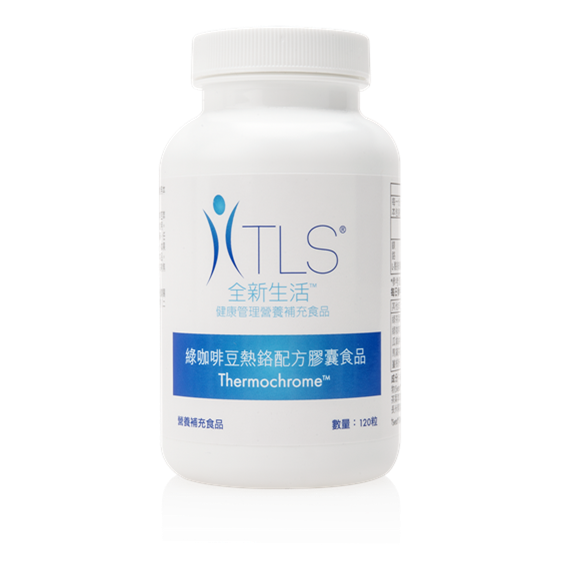 TLS®
全新生活™
健康管理營養補充食品
綠咖啡豆熱鉻配方膠囊食品
Thermochrome™
營養補充食品
數量：120粒